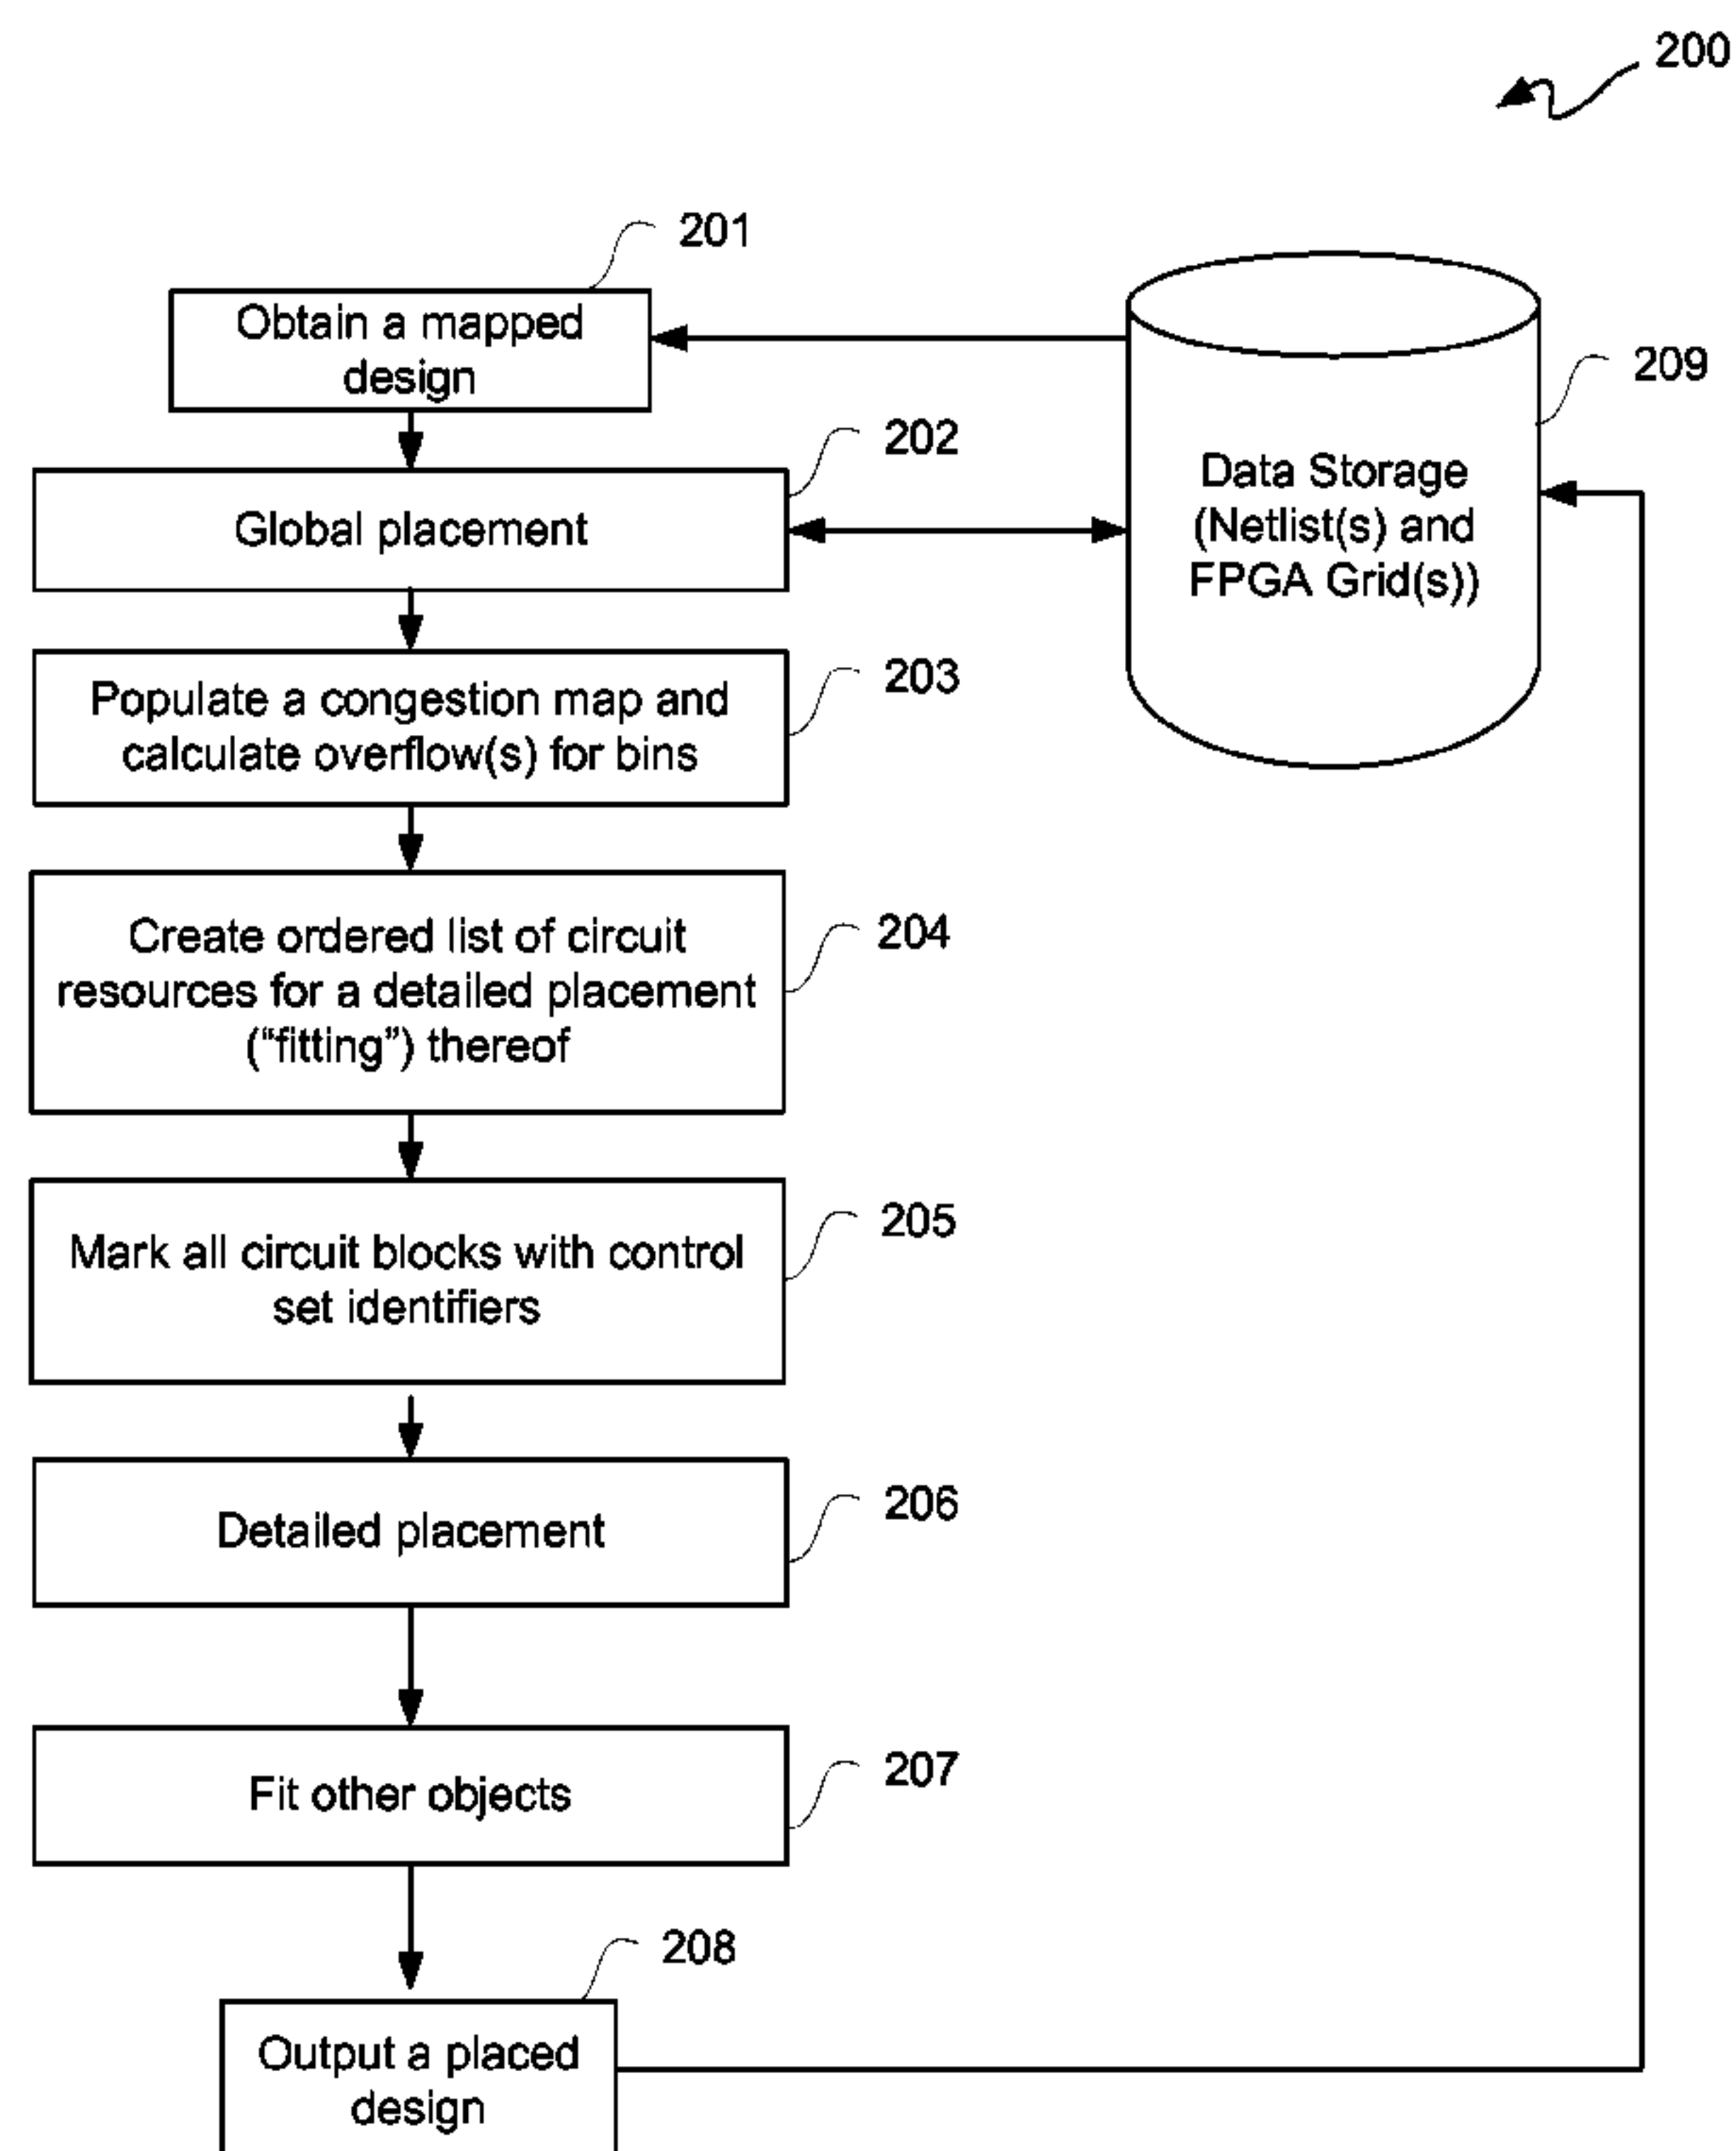 200
201
Obtain a mapped
design
209
Data Storage
(Netlist(s) and
FPGA Grid(s))
202
Global placement
203
Populate a congestion map and
calculate overflow(s) for bins
204
Create ordered list of circuit
resources for a detailed placement
(“fitting”) thereof
205
Mark all circuit blocks with control
set identifiers
206
Detailed placement
207
Fit other objects
208
Output a placed
design